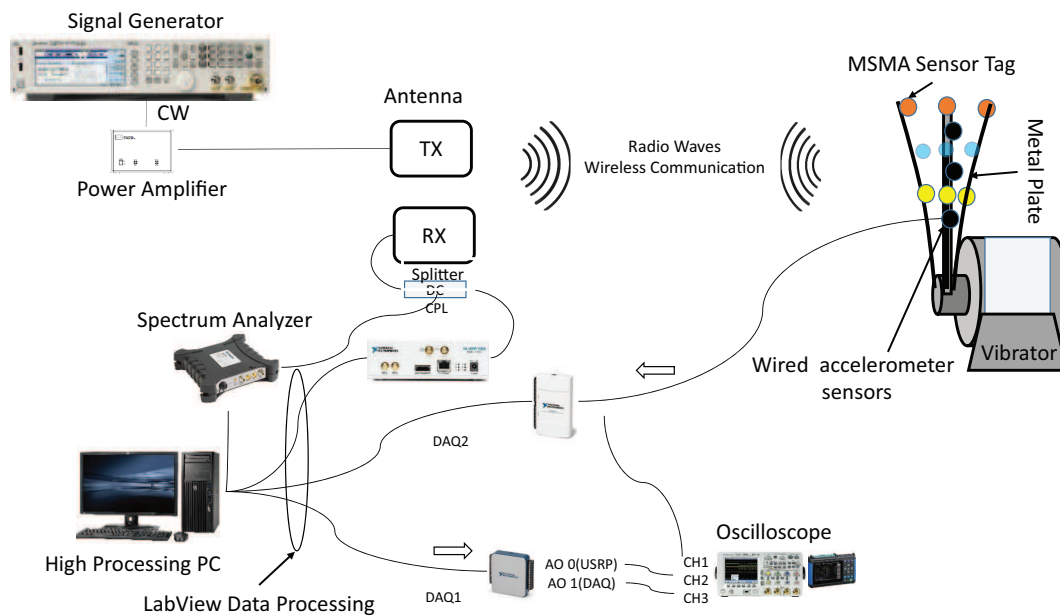 Signal Generator
CW
Power Amplifier
Antenna
TX
RX
Splitter
DC
CPL
Radio Waves
Wireless Communication
MSMA Sensor Tag
Metal Plate
Vibrator
Wired accelerometer
sensors
Spectrum Analyzer
DAQ2
High Processing PC
LabView Data Processing
DAQ1
AO 0(USRP)
AO 1(DAQ)
CH1
CH2
CH3
Oscilloscope